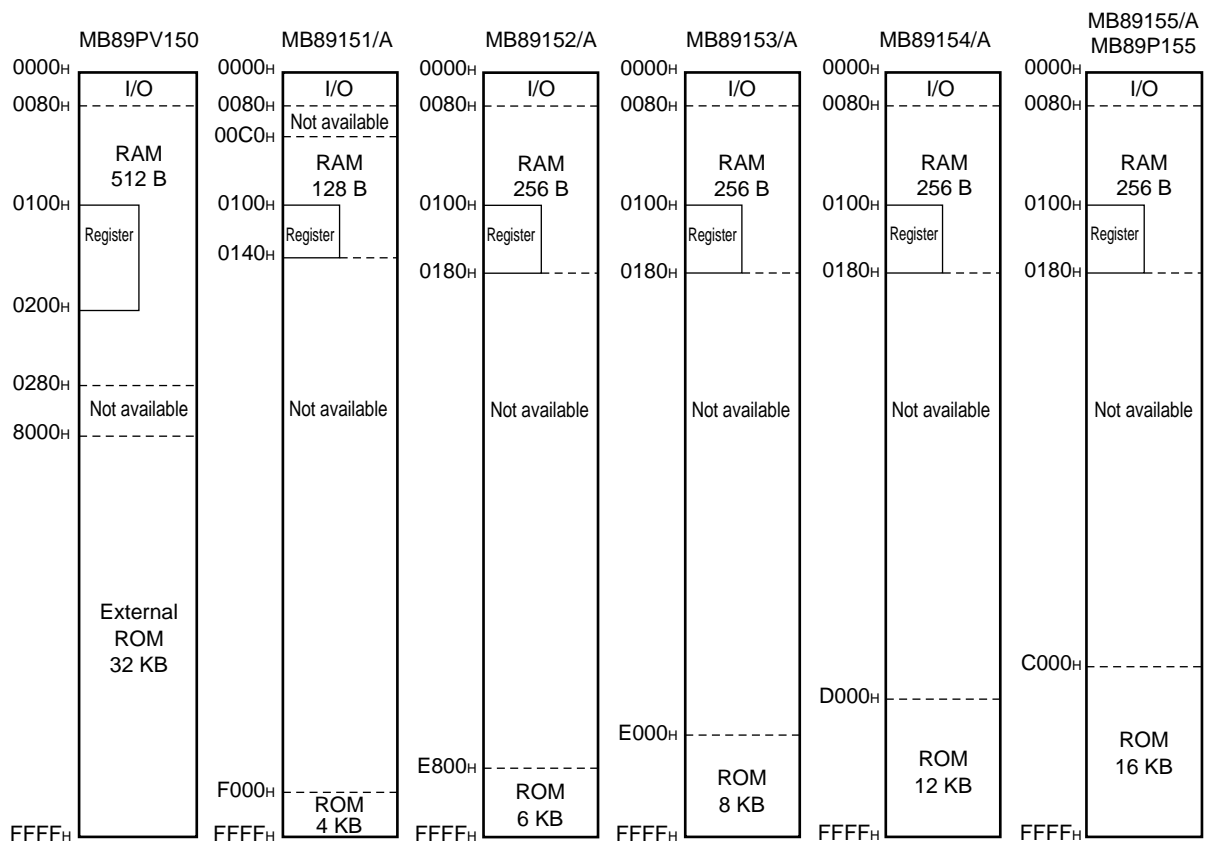 MB89PV150
0000H
I/O
0080H
RAM
512 B
0100H
Register
0200H
0280H
Not available
8000H
External
ROM
32 KB
FFFFH
MB89151/A
0000H
I/O
0080H
Not available
00C0H
RAM
128 B
0100H
Register
0140H
Not available
F000H
ROM
4 KB
FFFFH
MB89152/A
0000H
I/O
0080H
RAM
256 B
0100H
Register
0180H
Not available
E800H
ROM
6 KB
FFFFH
MB89153/A
0000H
I/O
0080H
RAM
256 B
0100H
Register
0180H
Not available
E000H
ROM
8 KB
FFFFH
MB89154/A
0000H
I/O
0080H
RAM
256 B
0100H
Register
0180H
Not available
D000H
ROM
12 KB
FFFFH
MB89155/A
MB89P155
0000H
I/O
0080H
RAM
256 B
0100H
Register
0180H
Not available
C000H
ROM
16 KB
FFFFH